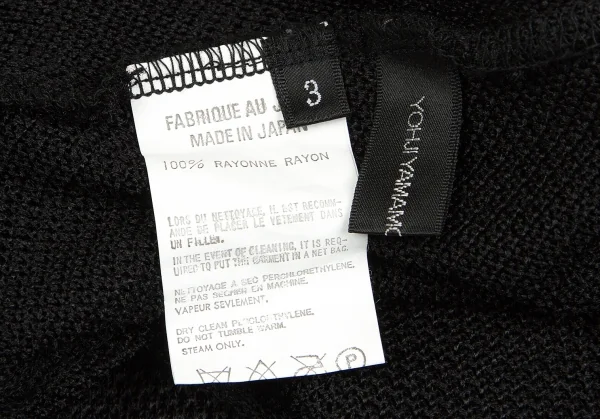 FABRIQUE AU J
MADE IN JAPAN
3
YOHJI YAMAMO
100% RAYONNE RAYON
LORS DU NETTOYAGE, IL EST RECOMM-
ANDE DE PLACER LE VETEMENT DANS
UN FILLEL.
IN THE EVENT OF CLEANING, IT IS REQ-
UIRED TO PUT THE GARMENT IN A NET BAG.
NETTOYAGE A SEC PERCHLORETHYLENE.
NE PAS SECHER EN MACHINE.
VAPEUR SEVLEMENT.
DRY CLEAN
DO NOT TUMBLE WARM.
STEAM ONLY.
P